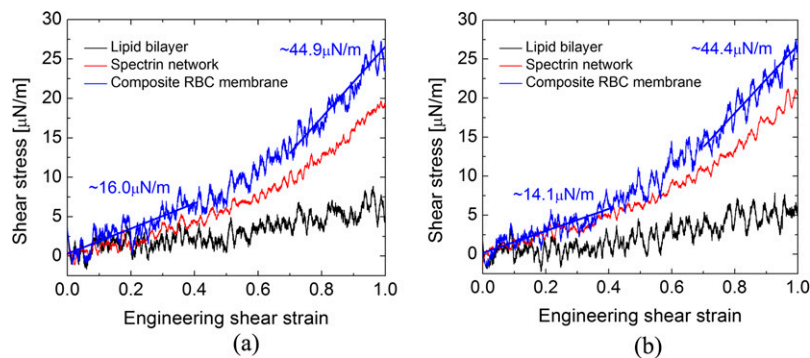 30
25
20
15
10
5
0
Shear stress [μN/m]
Lipid bilayer
Spectrin network
Composite RBC membrane
~44.9μN/m
~16.0μN/m
0.0 0.2 0.4 0.6 0.8 1.0
Engineering shear strain
(a)
30
25
20
15
10
5
0
Shear stress [μN/m]
Lipid bilayer
Spectrin network
Composite RBC membrane
~44.4μN/m
~14.1μN/m
0.0 0.2 0.4 0.6 0.8 1.0
Engineering shear strain
(b)